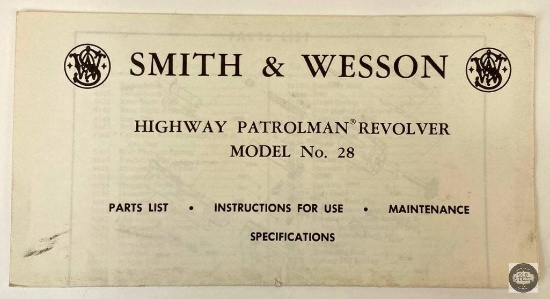 SMITH & WESSON
HIGHWAY PATROLMAN® REVOLVER
MODEL No. 28
PARTS LIST • INSTRUCTIONS FOR USE • MAINTENANCE
SPECIFICATIONS